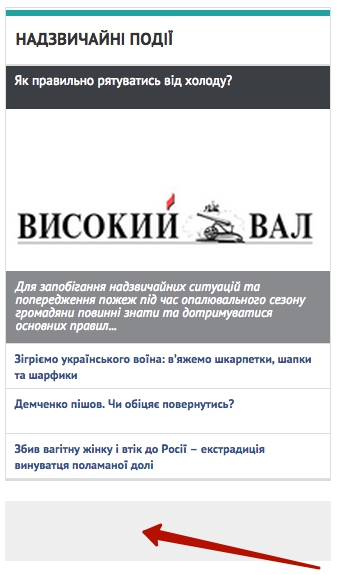 НАДЗВИЧАЙНІ ПОДІЇ
Як правильно рятуватись від холоду?
ВИСОКИЙ ВАЛ
Для запобігання надзвичайних ситуацій та
попередження пожеж під час опалювального сезону
громадяни повинні знати та дотримуватися
основних правил...
Зігріємо українського воїна: в'яжемо шкарпетки, шапки
та шарфики
Демченко пішов. Чи обіцяє повернутись?
Збив вагітну жінку і втік до Росії – екстрадиція
винуватця поламаної долі